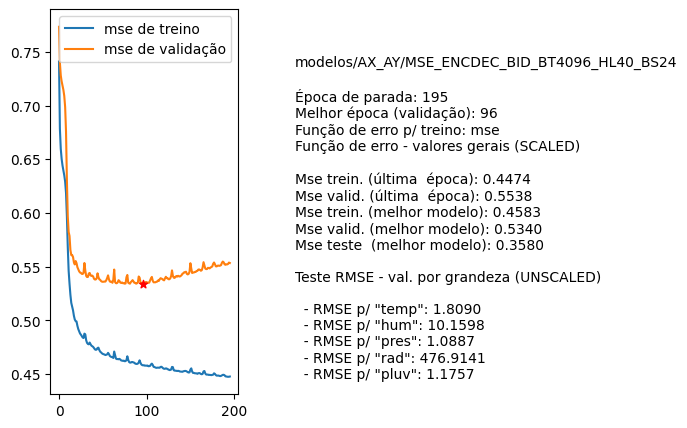 mse de treino
mse de validação
0.75
0.70
0.65
0.60
0.55
0.50
0.45
0
100
200
modelos/AX_AY/MSE_ENCDEC_BID_BT4096_HL40_BS24
Época de parada: 195
Melhor época (validação): 96
Função de erro p/ treino: mse
Função de erro - valores gerais (SCALED)
Mse trein. (última  época): 0.4474
Mse valid. (última  época): 0.5538
Mse trein. (melhor modelo): 0.4583
Mse valid. (melhor modelo): 0.5340
Mse teste  (melhor modelo): 0.3580
Teste RMSE - val. por grandeza (UNSCALED)
- RMSE p/ "temp": 1.8090
- RMSE p/ "hum": 10.1598
- RMSE p/ "pres": 1.0887
- RMSE p/ "rad": 476.9141
- RMSE p/ "pluv": 1.1757